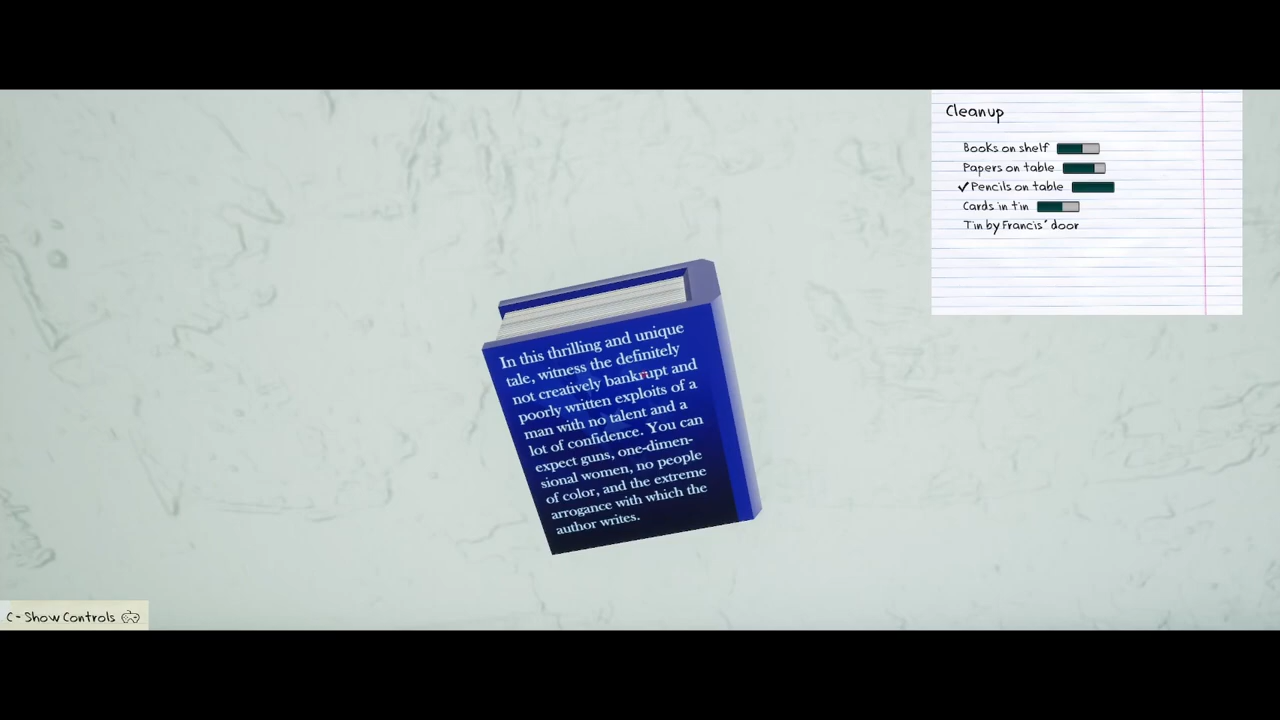 Cleanup
Books on shelf
Papers on table
✓Pencils on table
Cards in tin
Tin by Francis' door
In this thrilling and unique
tale, witness the definitely
not creatively bankrupt and
poorly written exploits of a
man with no talent and a
lot of confidence. You can
expect guns, one-dimen-
sional women, no people
of color, and the extreme
arrogance with which the
author writes.
C - Show Controls